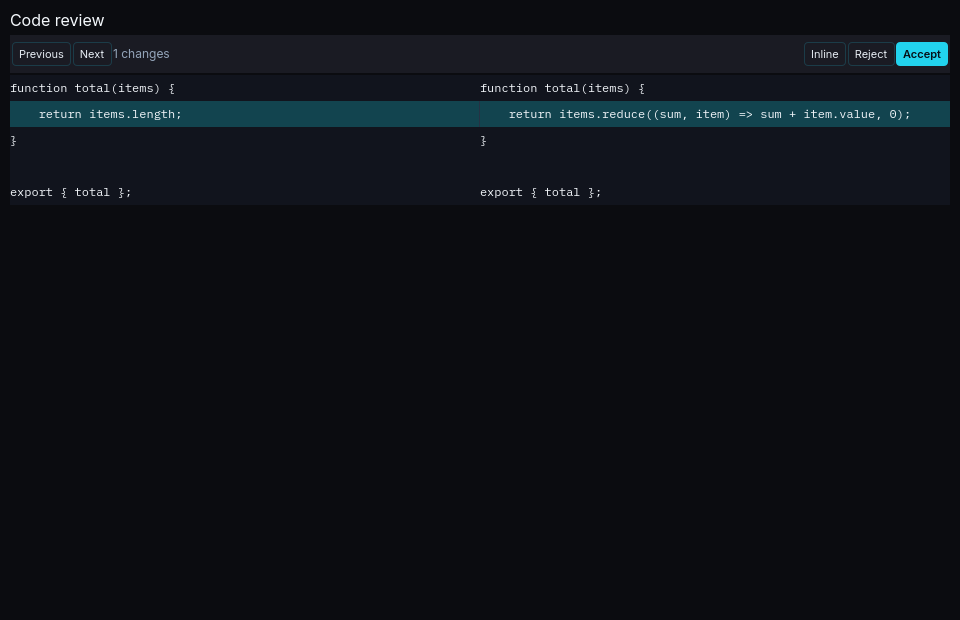 Code review
Previous Next 1 changes Inline Reject Accept
function total(items) {
    return items.length;
}
export { total };
function total(items) {
    return items.reduce((sum, item) => sum + item.value, 0);
}
export { total };